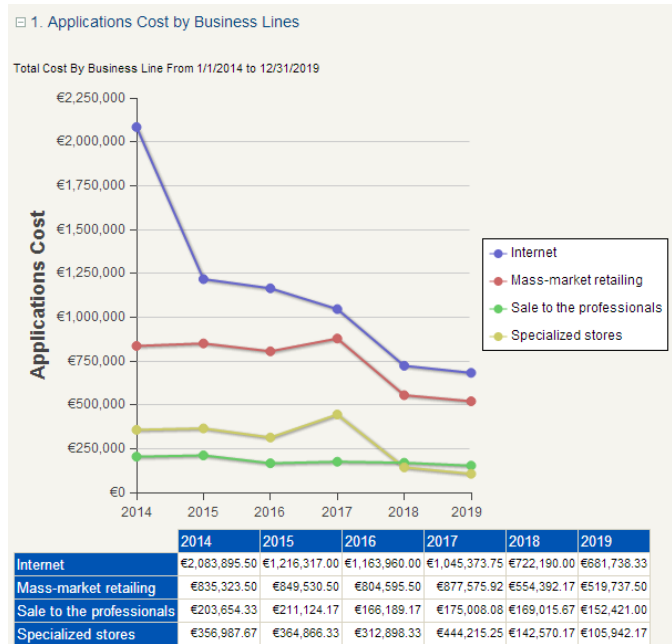 1. Applications Cost by Business Lines
Total Cost By Business Line From 1/1/2014 to 12/31/2019
Applications Cost
€2,250,000
€2,000,000
€1,750,000
€1,500,000
€1,250,000
€1,000,000
€750,000
€500,000
€250,000
€0
2014 2015 2016 2017 2018 2019
Internet
Mass-market retailing
Sale to the professionals
Specialized stores
2014 2015 2016 2017 2018 2019
Internet €2,083,895.50 €1,216,317.00 €1,163,960.00 €1,045,373.75 €722,190.00 €681,738.33
Mass-market retailing €835,323.50 €849,530.50 €804,595.50 €877,575.92 €554,392.17 €519,737.50
Sale to the professionals €203,654.33 €211,124.17 €166,189.17 €175,008.08 €169,015.67 €152,421.00
Specialized stores €356,987.67 €364,866.33 €312,898.33 €444,215.25 €142,570.17 €105,942.17